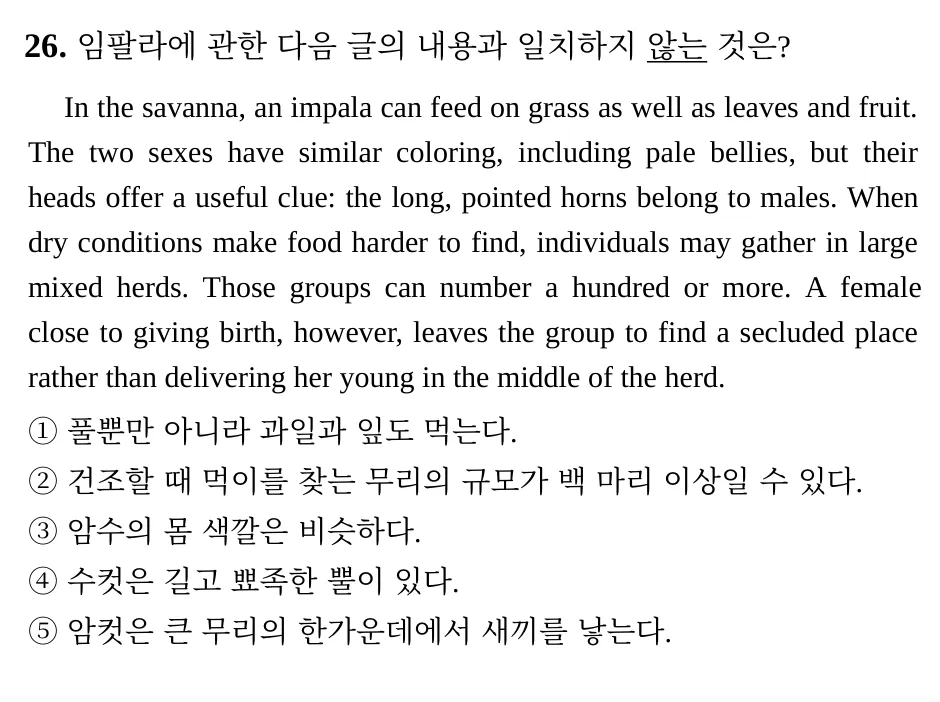 26. 임팔라에 관한 다음 글의 내용과 일치하지 않는 것은?
In the savanna, an impala can feed on grass as well as leaves and fruit.
The two sexes have similar coloring, including pale bellies, but their
heads offer a useful clue: the long, pointed horns belong to males. When
dry conditions make food harder to find, individuals may gather in large
mixed herds. Those groups can number a hundred or more. A female
close to giving birth, however, leaves the group to find a secluded place
rather than delivering her young in the middle of the herd.
① 풀뿐만 아니라 과일과 잎도 먹는다.
② 건조할 때 먹이를 찾는 무리의 규모가 백 마리 이상일 수 있다.
③ 암수의 몸 색깔은 비슷하다.
④ 수컷은 길고 뾰족한 뿔이 있다.
⑤ 암컷은 큰 무리의 한가운데에서 새끼를 낳는다.